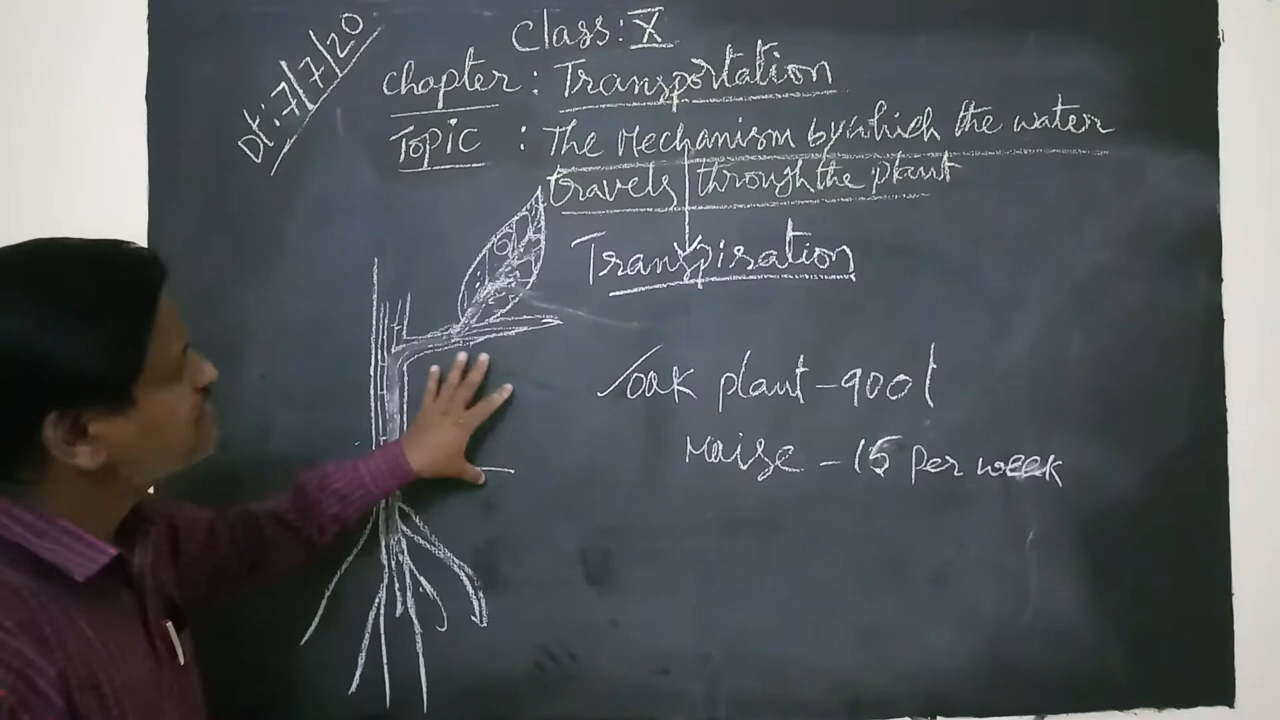 Dt: 7/7/20
Class: X
Chapter: Transportation
Topic : The Mechanism by which the water
travels through the plant
Transpiration
oak plant - 900 l
Maize - 15 per week